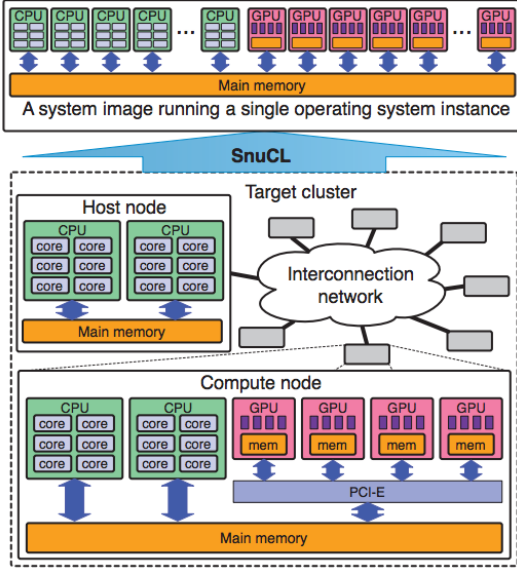 CPU CPU CPU CPU ... CPU GPU GPU GPU GPU GPU ... GPU
Main memory
A system image running a single operating system instance
SnuCL
Target cluster
Host node
CPU CPU
core core core core
core core core core
core core core core
Main memory
Interconnection
network
Compute node
CPU CPU GPU GPU GPU GPU
core core core core
core core core core mem mem mem mem
core core core core
PCI-E
Main memory